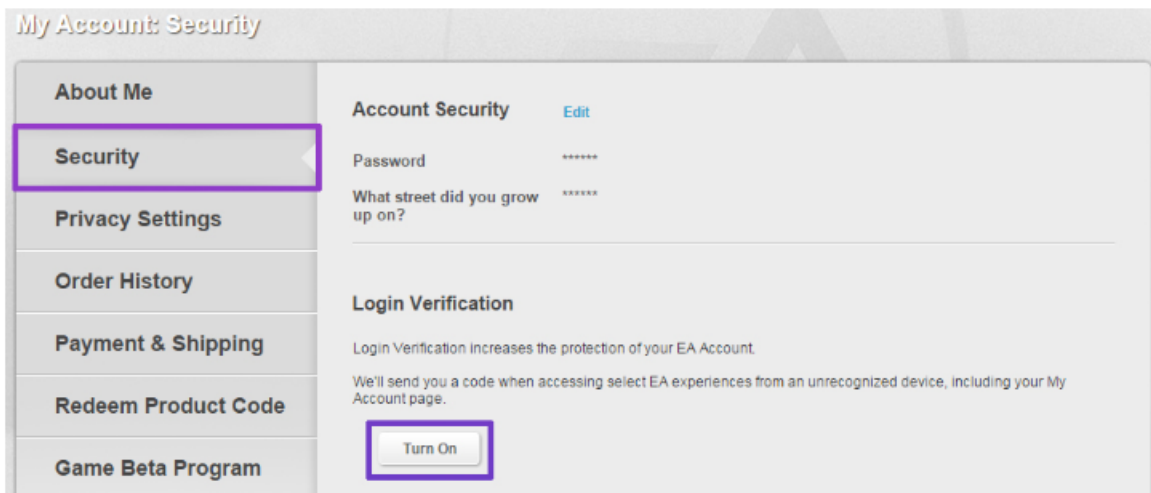 My Account: Security
About Me
Security
Privacy Settings
Order History
Payment & Shipping
Redeem Product Code
Game Beta Program
Account Security Edit
Password ******
What street did you grow ******
up on?
Login Verification
Login Verification increases the protection of your EA Account.
We'll send you a code when accessing select EA experiences from an unrecognized device, including your My
Account page.
Turn On